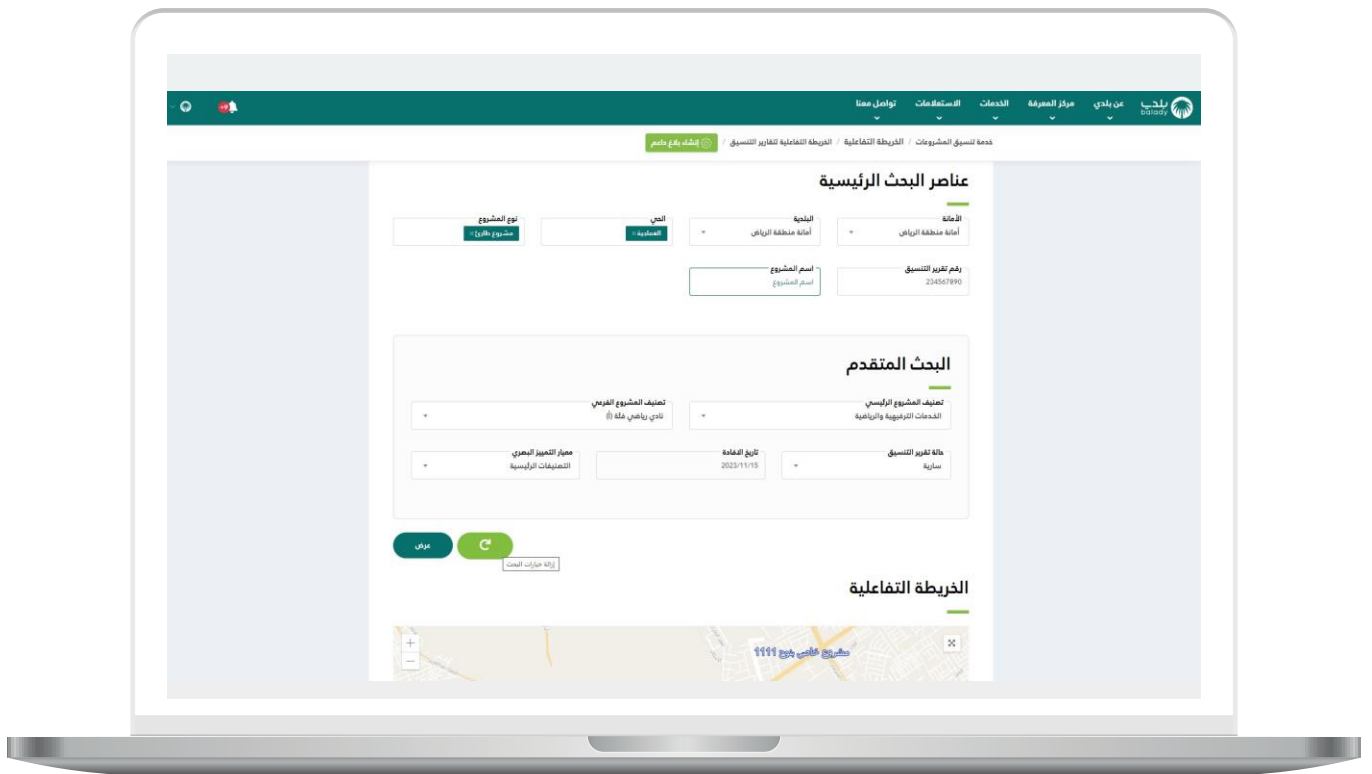 بلدي balady
عن بلدي مركز المعرفة الخدمات الاستعلامات تواصل معنا
خدمة تنسيق المشروعات / الخريطة التفاعلية / الخريطة التفاعلية لتقارير التنسيق / إنشاء بلاغ داعم
عناصر البحث الرئيسية
الأمانة البلدية الحي نوع المشروع
أمانة منطقة الرياض أمانة منطقة الرياض العمارية × مشروع طارئ ×
رقم تقرير التنسيق اسم المشروع
234567890 اسم المشروع
البحث المتقدم
تصنيف المشروع الرئيسي تصنيف المشروع الفرعي
الخدمات الترفيهية والرياضية نادي رياضي فئة (أ)
حالة تقرير التنسيق تاريخ الافادة معيار التمييز البصري
سارية 2023/11/15 التصنيفات الرئيسية
عرض
إزالة خيارات البحث
الخريطة التفاعلية
مشروع خاص بنوع 1111